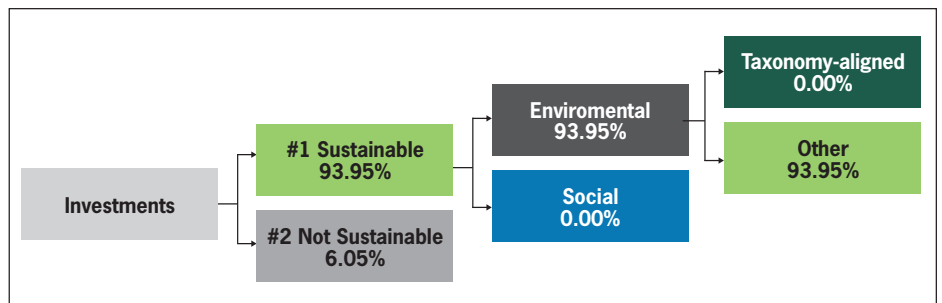 Investments
#1 Sustainable
93.95%
#2 Not Sustainable
6.05%
Enviromental
93.95%
Social
0.00%
Taxonomy-aligned
0.00%
Other
93.95%